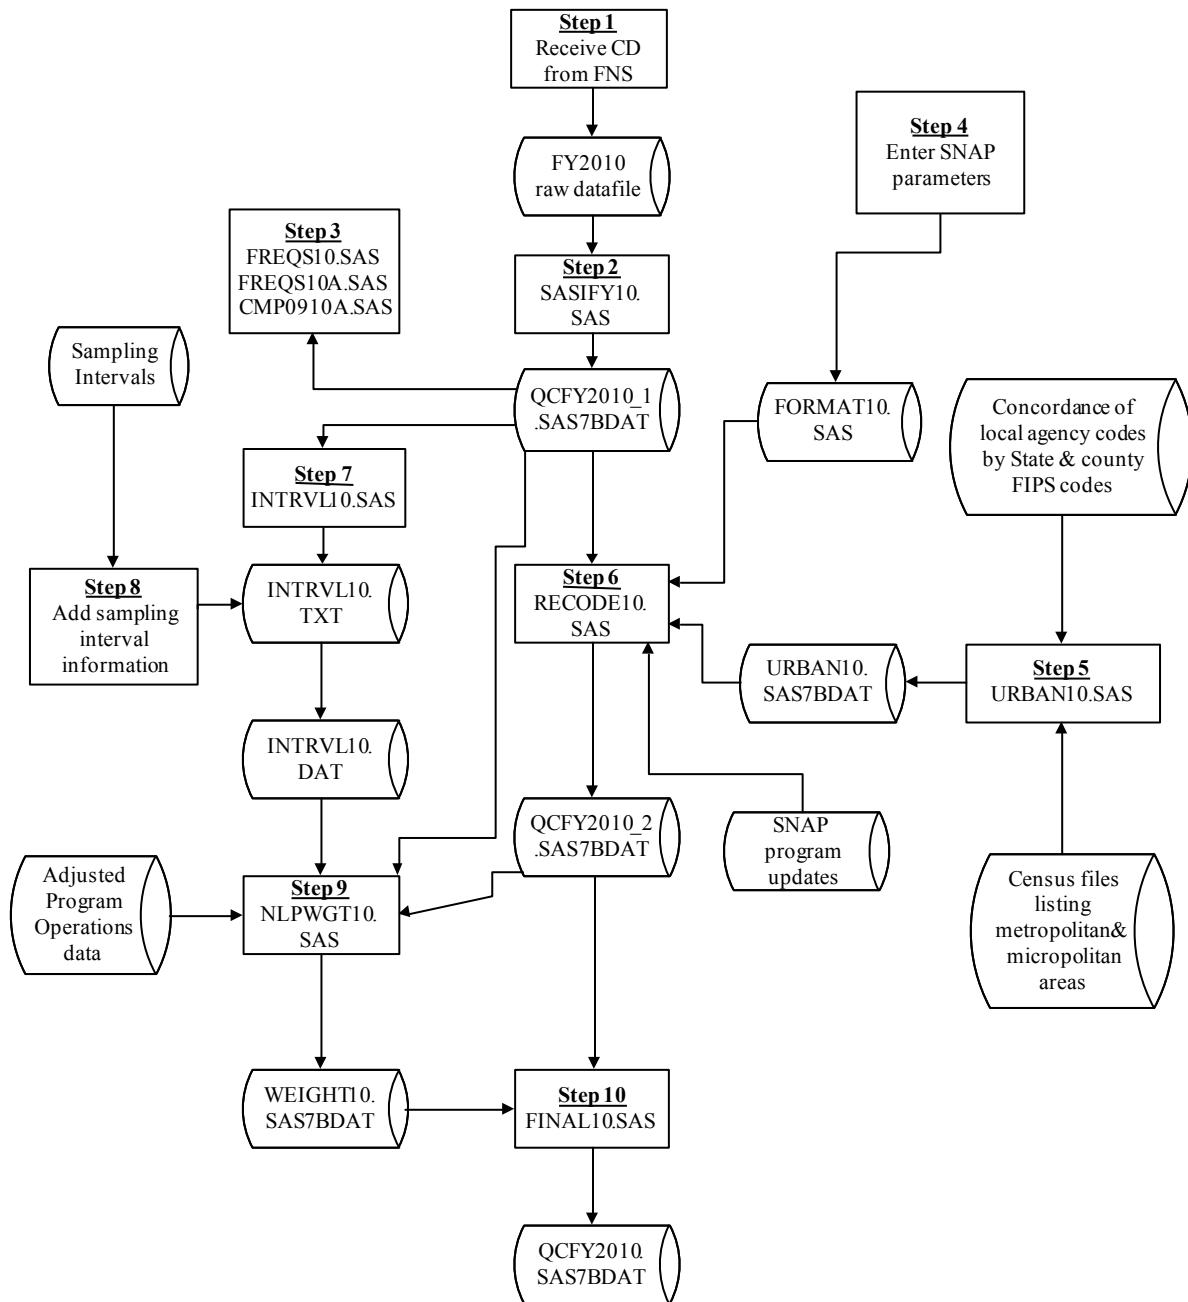 Step 1
Receive CD
from FNS
FY2010
raw datafile
Step 4
Enter SNAP
parameters
Step 3
FREQS10.SAS
FREQS10A.SAS
CMP0910A.SAS
Step 2
SASIFY10.
SAS
Sampling
Intervals
QCFY2010_1
.SAS7BDAT
FORMAT10.
SAS
Concordance of
local agency codes
by State & county
FIPS codes
Step 7
INTRVL10.SAS
Step 8
Add sampling
interval
information
INTRVL10.
TXT
Step 6
RECODE10.
SAS
URBAN10.
SAS7BDAT
Step 5
URBAN10.SAS
INTRVL10.
DAT
QCFY2010_2
.SAS7BDAT
SNAP
program
updates
Census files
listing
metropolitan&
micropolitan
areas
Adjusted
Program
Operations
data
Step 9
NLPWGT10.
SAS
WEIGHT10.
SAS7BDAT
Step 10
FINAL10.SAS
QCFY2010.
SAS7BDAT